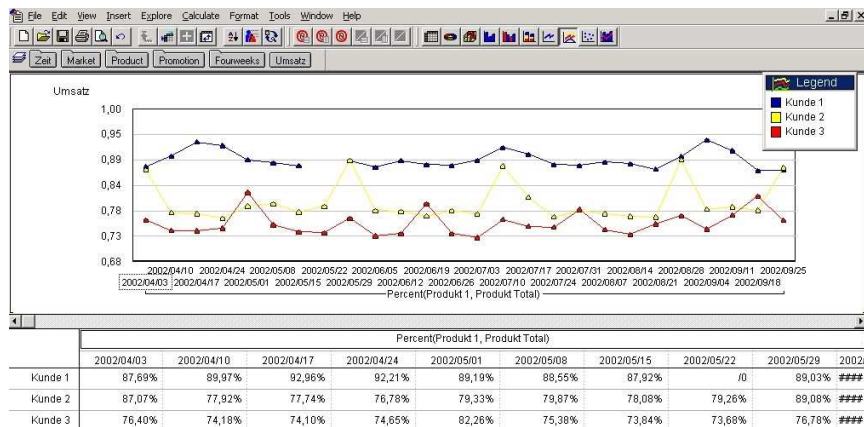 File Edit View Insert Explore Calculate Format Tools Window Help
Zeit Market Product Promotion Fourweeks Umsatz
Legend
Kunde 1
Kunde 2
Kunde 3
Umsatz
1,00
0,95
0,89
0,84
0,78
0,73
0,68
2002/04/10 2002/04/24 2002/05/08 2002/05/22 2002/06/05 2002/06/19 2002/07/03 2002/07/17 2002/07/31 2002/08/14 2002/08/28 2002/09/11 2002/09/25
2002/04/03 2002/04/17 2002/05/01 2002/05/15 2002/05/29 2002/06/12 2002/06/26 2002/07/10 2002/07/24 2002/08/07 2002/08/21 2002/09/04 2002/09/18
Percent(Produkt 1, Produkt Total)
Percent(Produkt 1, Produkt Total)
2002/04/03 2002/04/10 2002/04/17 2002/04/24 2002/05/01 2002/05/08 2002/05/15 2002/05/22 2002/05/29 2002/
Kunde 1 87,69% 89,97% 92,96% 92,21% 89,19% 88,55% 87,92% /0 89,03% ####
Kunde 2 87,07% 77,92% 77,74% 76,78% 79,33% 79,87% 78,08% 79,26% 89,08% ####
Kunde 3 76,40% 74,18% 74,10% 74,65% 82,26% 75,38% 73,84% 73,68% 76,78% ####